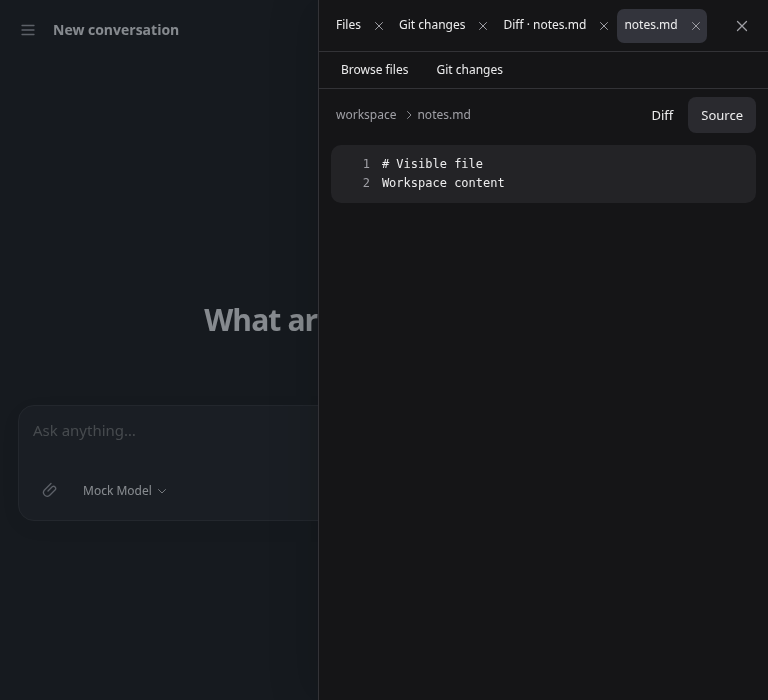 New conversation
Files
Git changes
Diff · notes.md
notes.md
Browse files
Git changes
workspace
notes.md
Diff
Source
1 # Visible file
2 Workspace content
What ar
Ask anything...
Mock Model